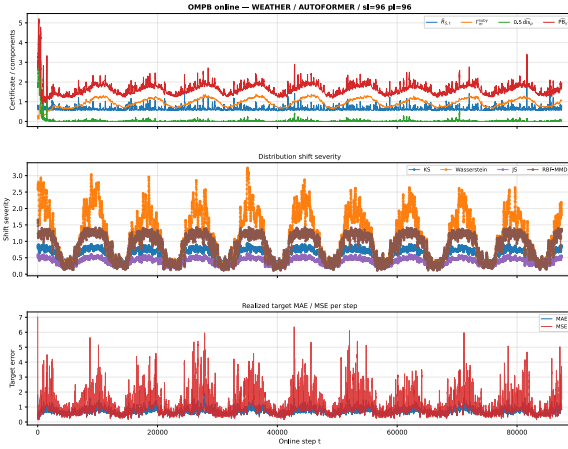 OMPB online — WEATHER / AUTOFORMER / sl=96 pl=96
Certificate / components
5
4
3
2
1
0
Distribution shift severity
KS Wasserstein JS RBF-MMD
Shift severity
3.0
2.5
2.0
1.5
1.0
0.5
0.0
Realized target MAE / MSE per step
MAE
MSE
Target error
7
6
5
4
3
2
1
0
0 20000 40000 60000 80000
Online step t